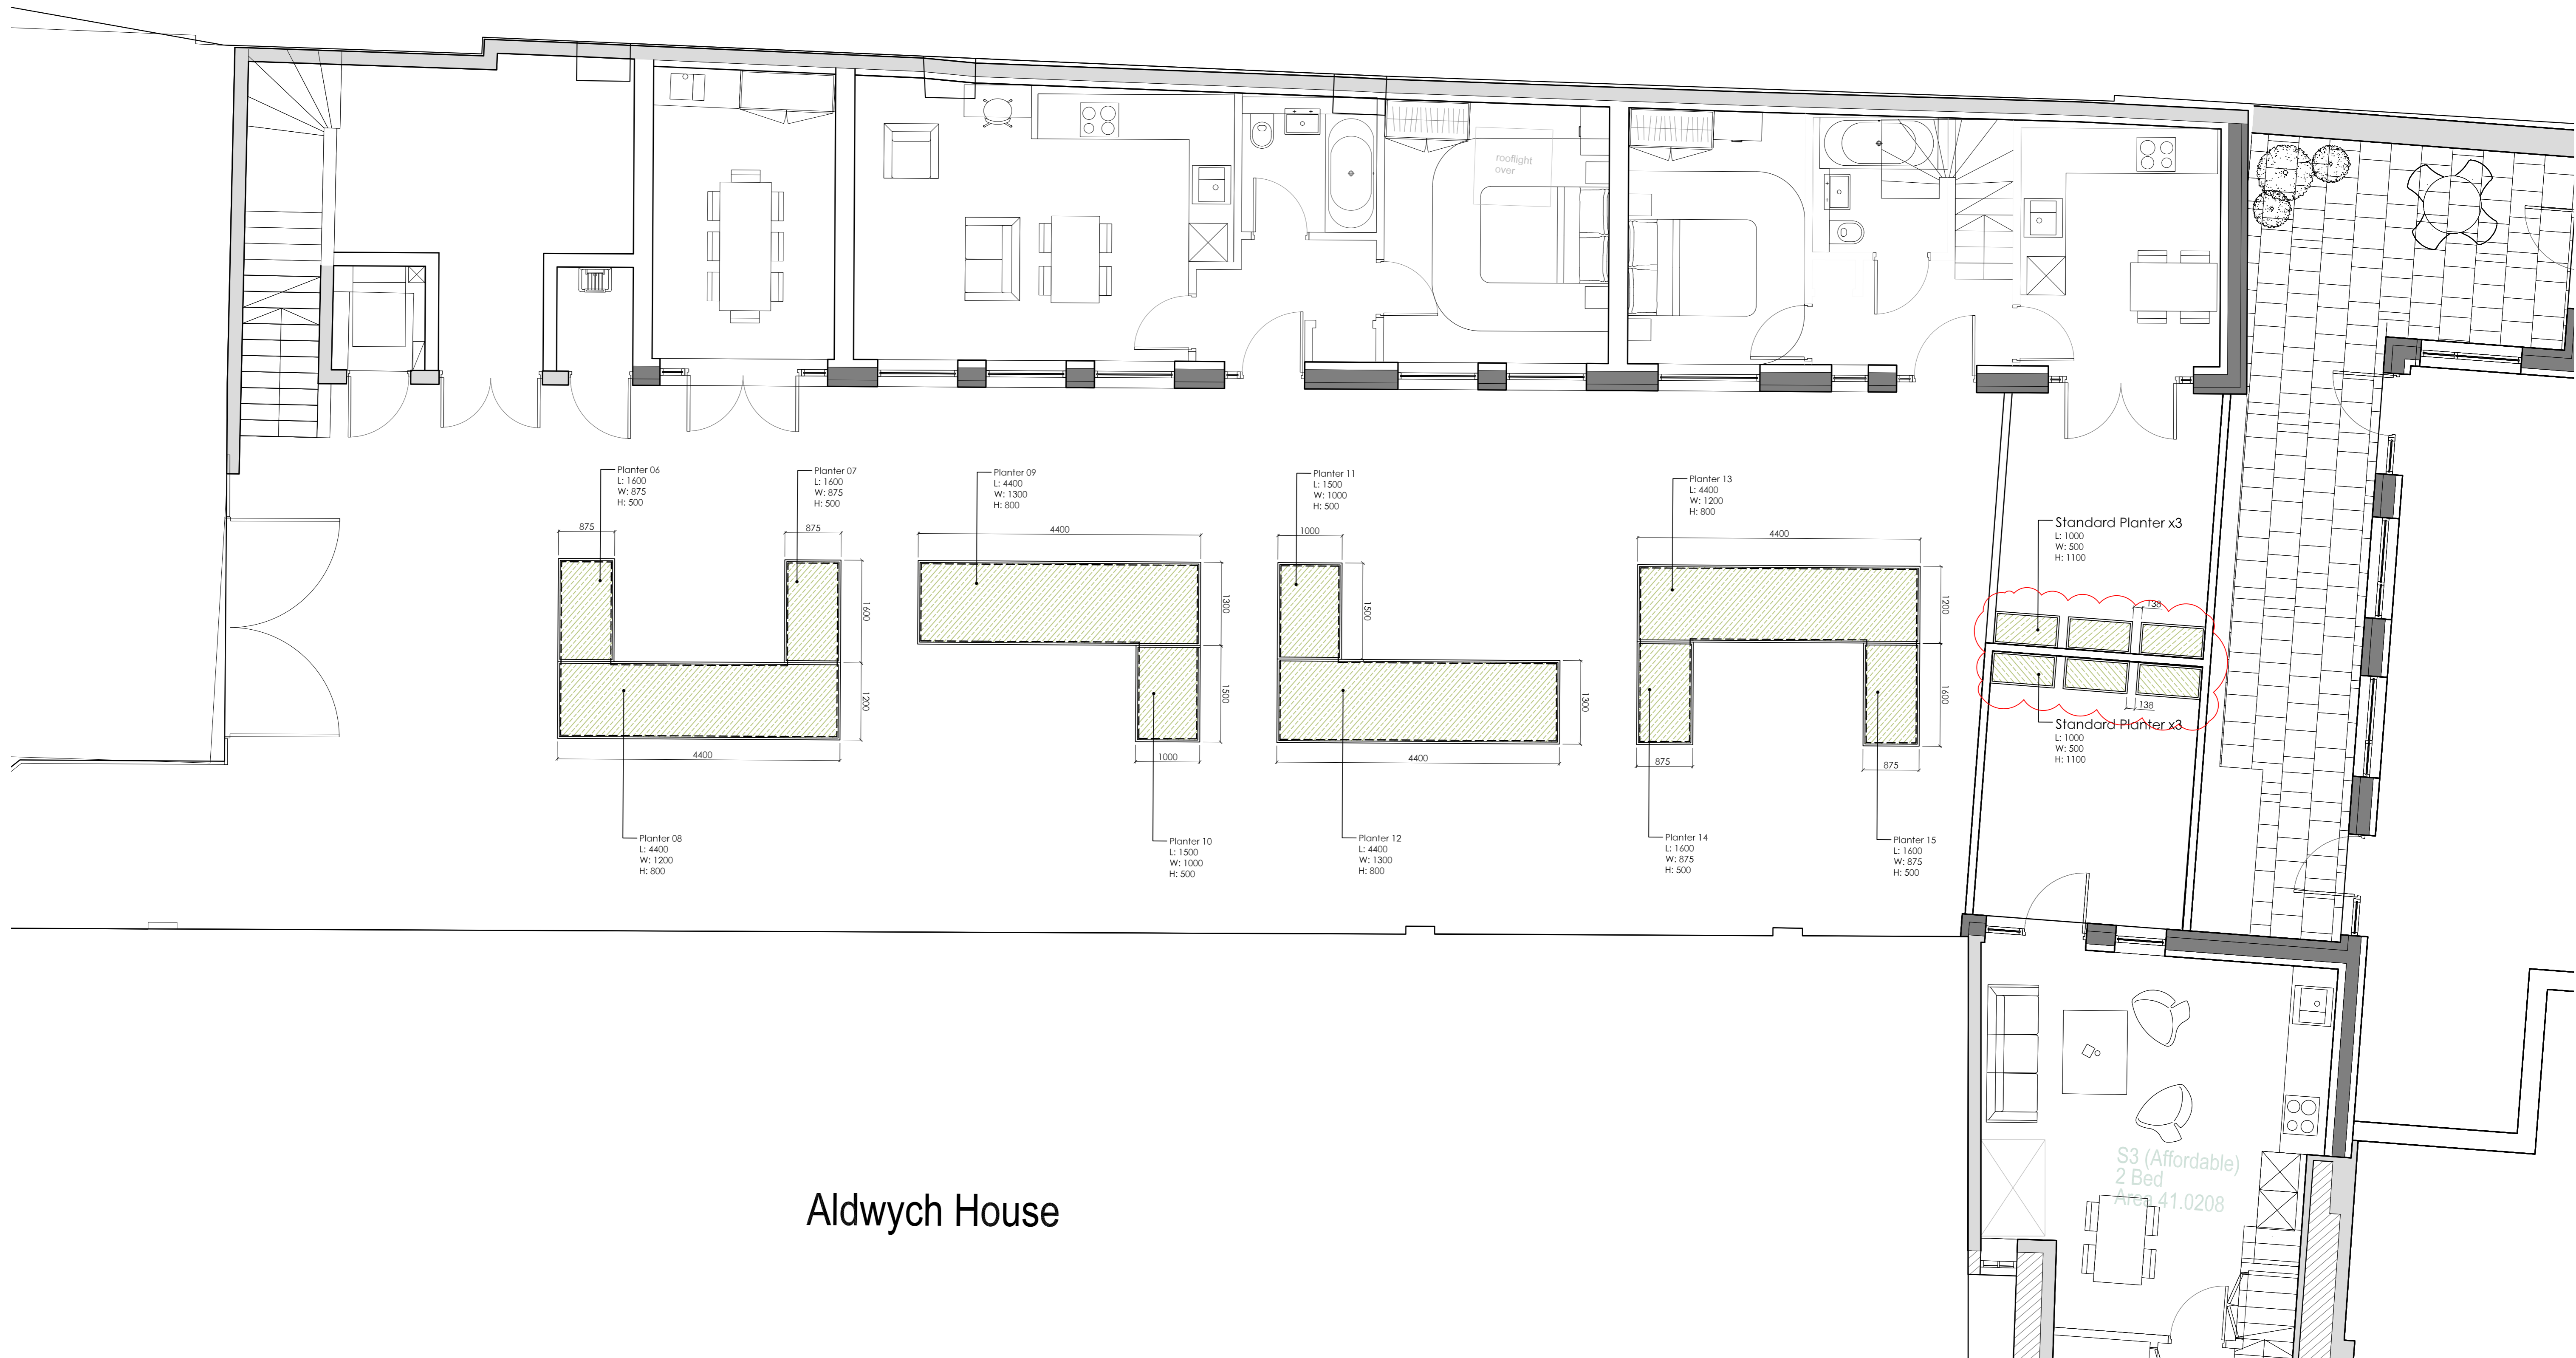 rooflight
over
Planter 06
L: 1600
W: 875
H: 500
Planter 07
L: 1600
W: 875
H: 500
Planter 09
L: 4400
W: 1300
H: 800
Planter 11
L: 1500
W: 1000
H: 500
Planter 13
L: 4400
W: 1200
H: 800
Standard Planter x3
L: 1000
W: 500
H: 1100
875
875
4400
1000
4400
1600
1200
4400
1300
1500
1000
1500
1300
4400
1200
1600
875
875
138
138
Standard Planter x3
L: 1000
W: 500
H: 1100
Planter 08
L: 4400
W: 1200
H: 800
Planter 10
L: 1500
W: 1000
H: 500
Planter 12
L: 4400
W: 1300
H: 800
Planter 14
L: 1600
W: 875
H: 500
Planter 15
L: 1600
W: 875
H: 500
Aldwych House
S3 (Affordable)
2 Bed
Area 41.0208